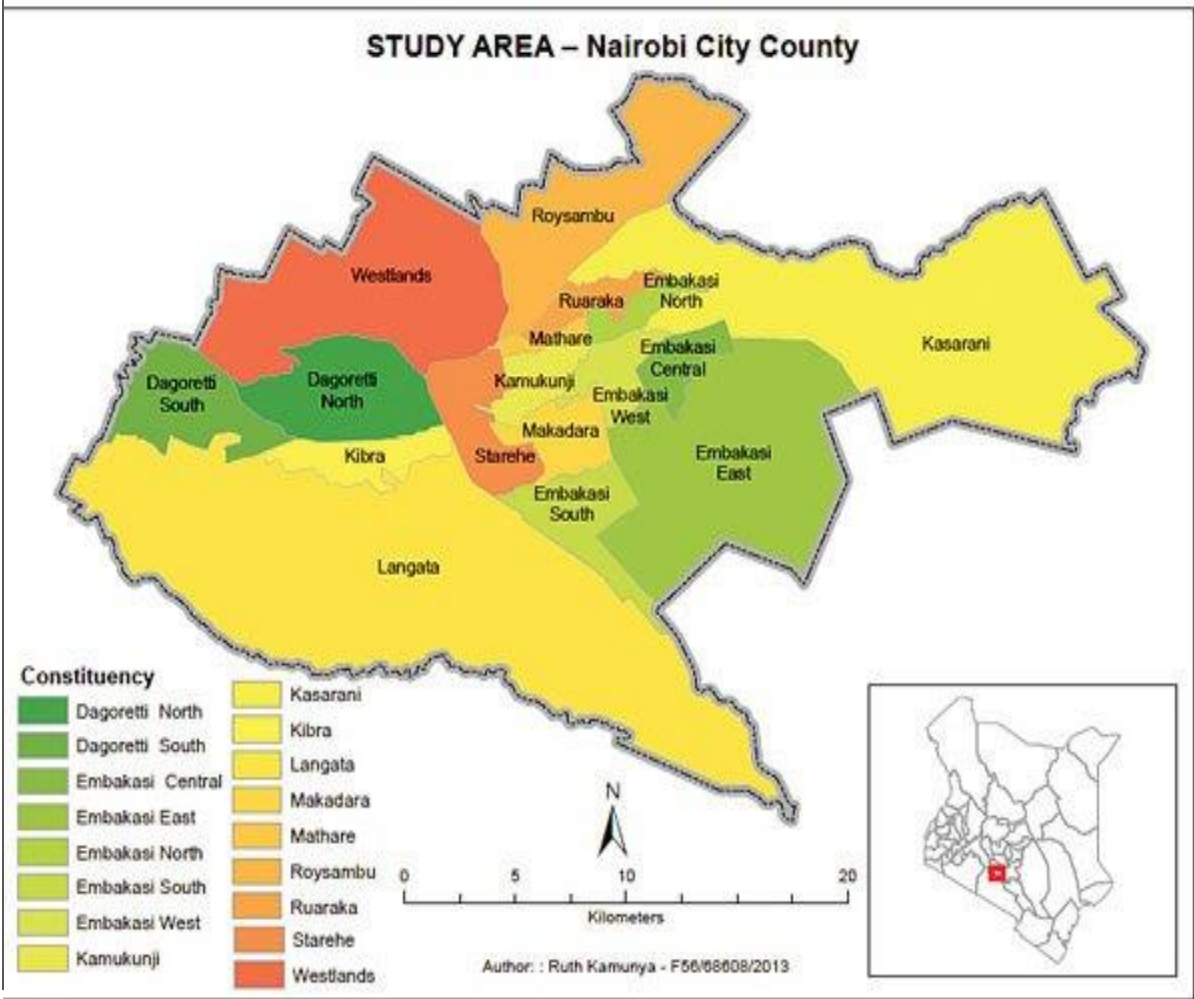 STUDY AREA – Nairobi City County
Roysambu
Westlands
Embakasi
North
Ruaraka
Mathare
Kasarani
Embakasi
Central
Dagoretti
South
Dagoretti
North
Kamukunji
Embakasi
West
Makadara
Kibra
Starehe
Embakasi
East
Embakasi
South
Langata
Constituency
Dagoretti North
Dagoretti South
Embakasi Central
Embakasi East
Embakasi North
Embakasi South
Embakasi West
Kamukunji
Kasarani
Kibra
Langata
Makadara
Mathare
Roysambu
Ruaraka
Starehe
Westlands
N
0 5 10 20
Kilometers
Author: : Ruth Kamunya - F56/68608/2013